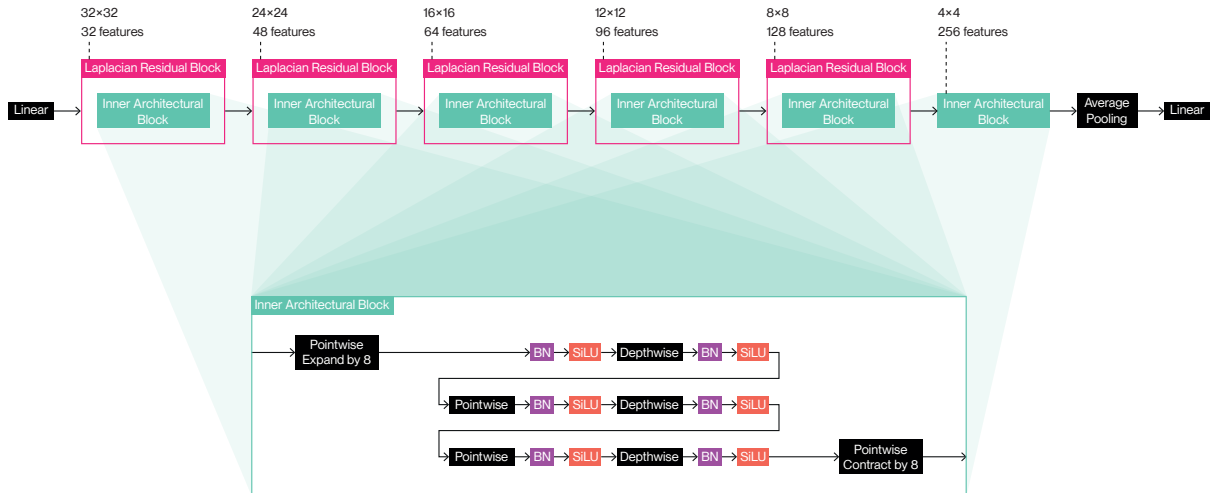 32×32
32 features
24×24
48 features
16×16
64 features
12×12
96 features
8×8
128 features
4×4
256 features
Laplacian Residual Block
Laplacian Residual Block
Laplacian Residual Block
Laplacian Residual Block
Laplacian Residual Block
Linear
Inner Architectural
Block
Inner Architectural
Block
Inner Architectural
Block
Inner Architectural
Block
Inner Architectural
Block
Inner Architectural
Block
Average
Pooling
Linear
Inner Architectural Block
Pointwise
Expand by 8
BN
SiLU
Depthwise
BN
SiLU
Pointwise
BN
SiLU
Depthwise
BN
SiLU
Pointwise
BN
SiLU
Depthwise
BN
SiLU
Pointwise
Contract by 8